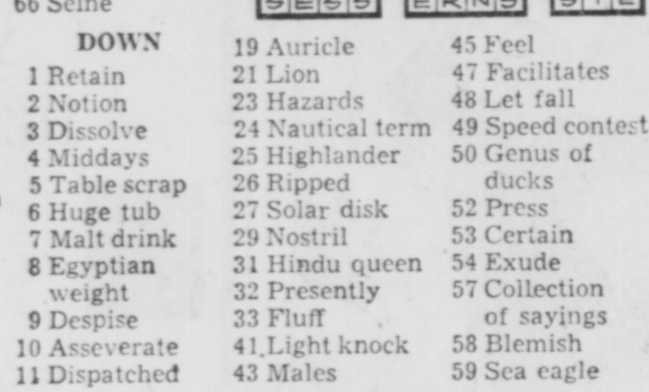 66 Seine
SESS ERNS STE
DOWN
1 Retain
2 Notion
3 Dissolve
4 Middays
5 Table scrap
6 Huge tub
7 Malt drink
8 Egyptian
weight
9 Despise
10 Asseverate
11 Dispatched
19 Auricle
21 Lion
23 Hazards
24 Nautical term
25 Highlander
26 Ripped
27 Solar disk
29 Nostril
31 Hindu queen
32 Presently
33 Fluff
41 Light knock
43 Males
45 Feel
47 Facilitates
48 Let fall
49 Speed contest
50 Genus of
ducks
52 Press
53 Certain
54 Exude
57 Collection
of sayings
58 Blemish
59 Sea eagle